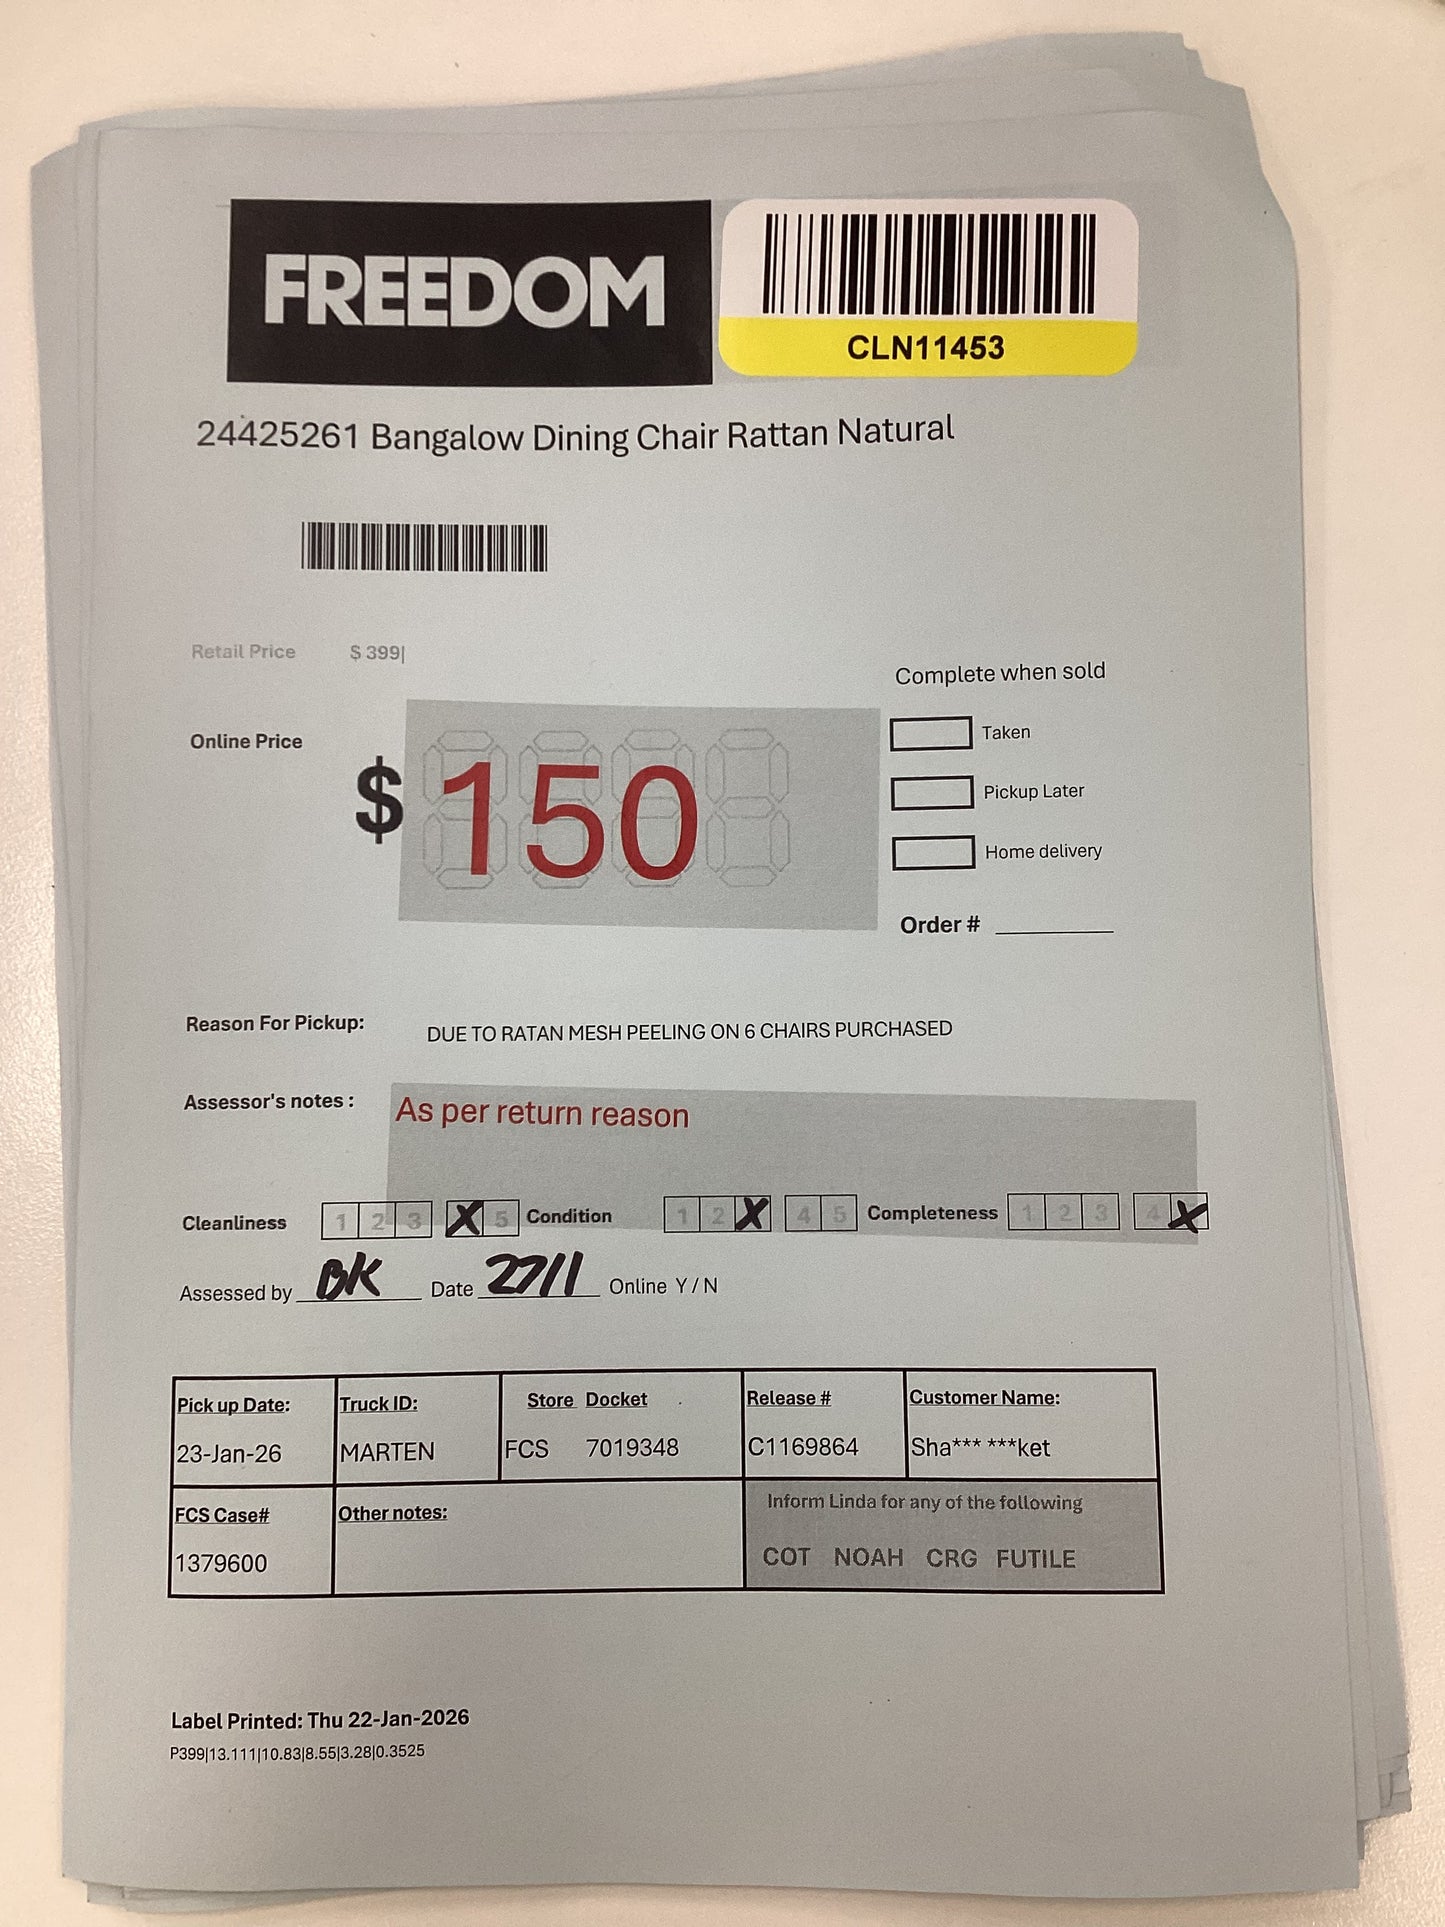 FREEDOM
CLN11453
24425261 Bangalow Dining Chair Rattan Natural
Retail Price $ 399|
Complete when sold
Online Price
$ 150
Taken
Pickup Later
Home delivery
Order #
Reason For Pickup: DUE TO RATAN MESH PEELING ON 6 CHAIRS PURCHASED
Assessor's notes : As per return reason
Cleanliness 1 2 3 X 5 Condition 1 2 X 4 5 Completeness 1 2 3 4 X
Assessed by BK Date 27/1 Online Y / N
Pick up Date: Truck ID: Store Docket Release # Customer Name:
23-Jan-26 MARTEN FCS 7019348 C1169864 Sha*** ***ket
FCS Case# Other notes: Inform Linda for any of the following
1379600 COT NOAH CRG FUTILE
Label Printed: Thu 22-Jan-2026
P399|13.111|10.83|8.55|3.28|0.3525